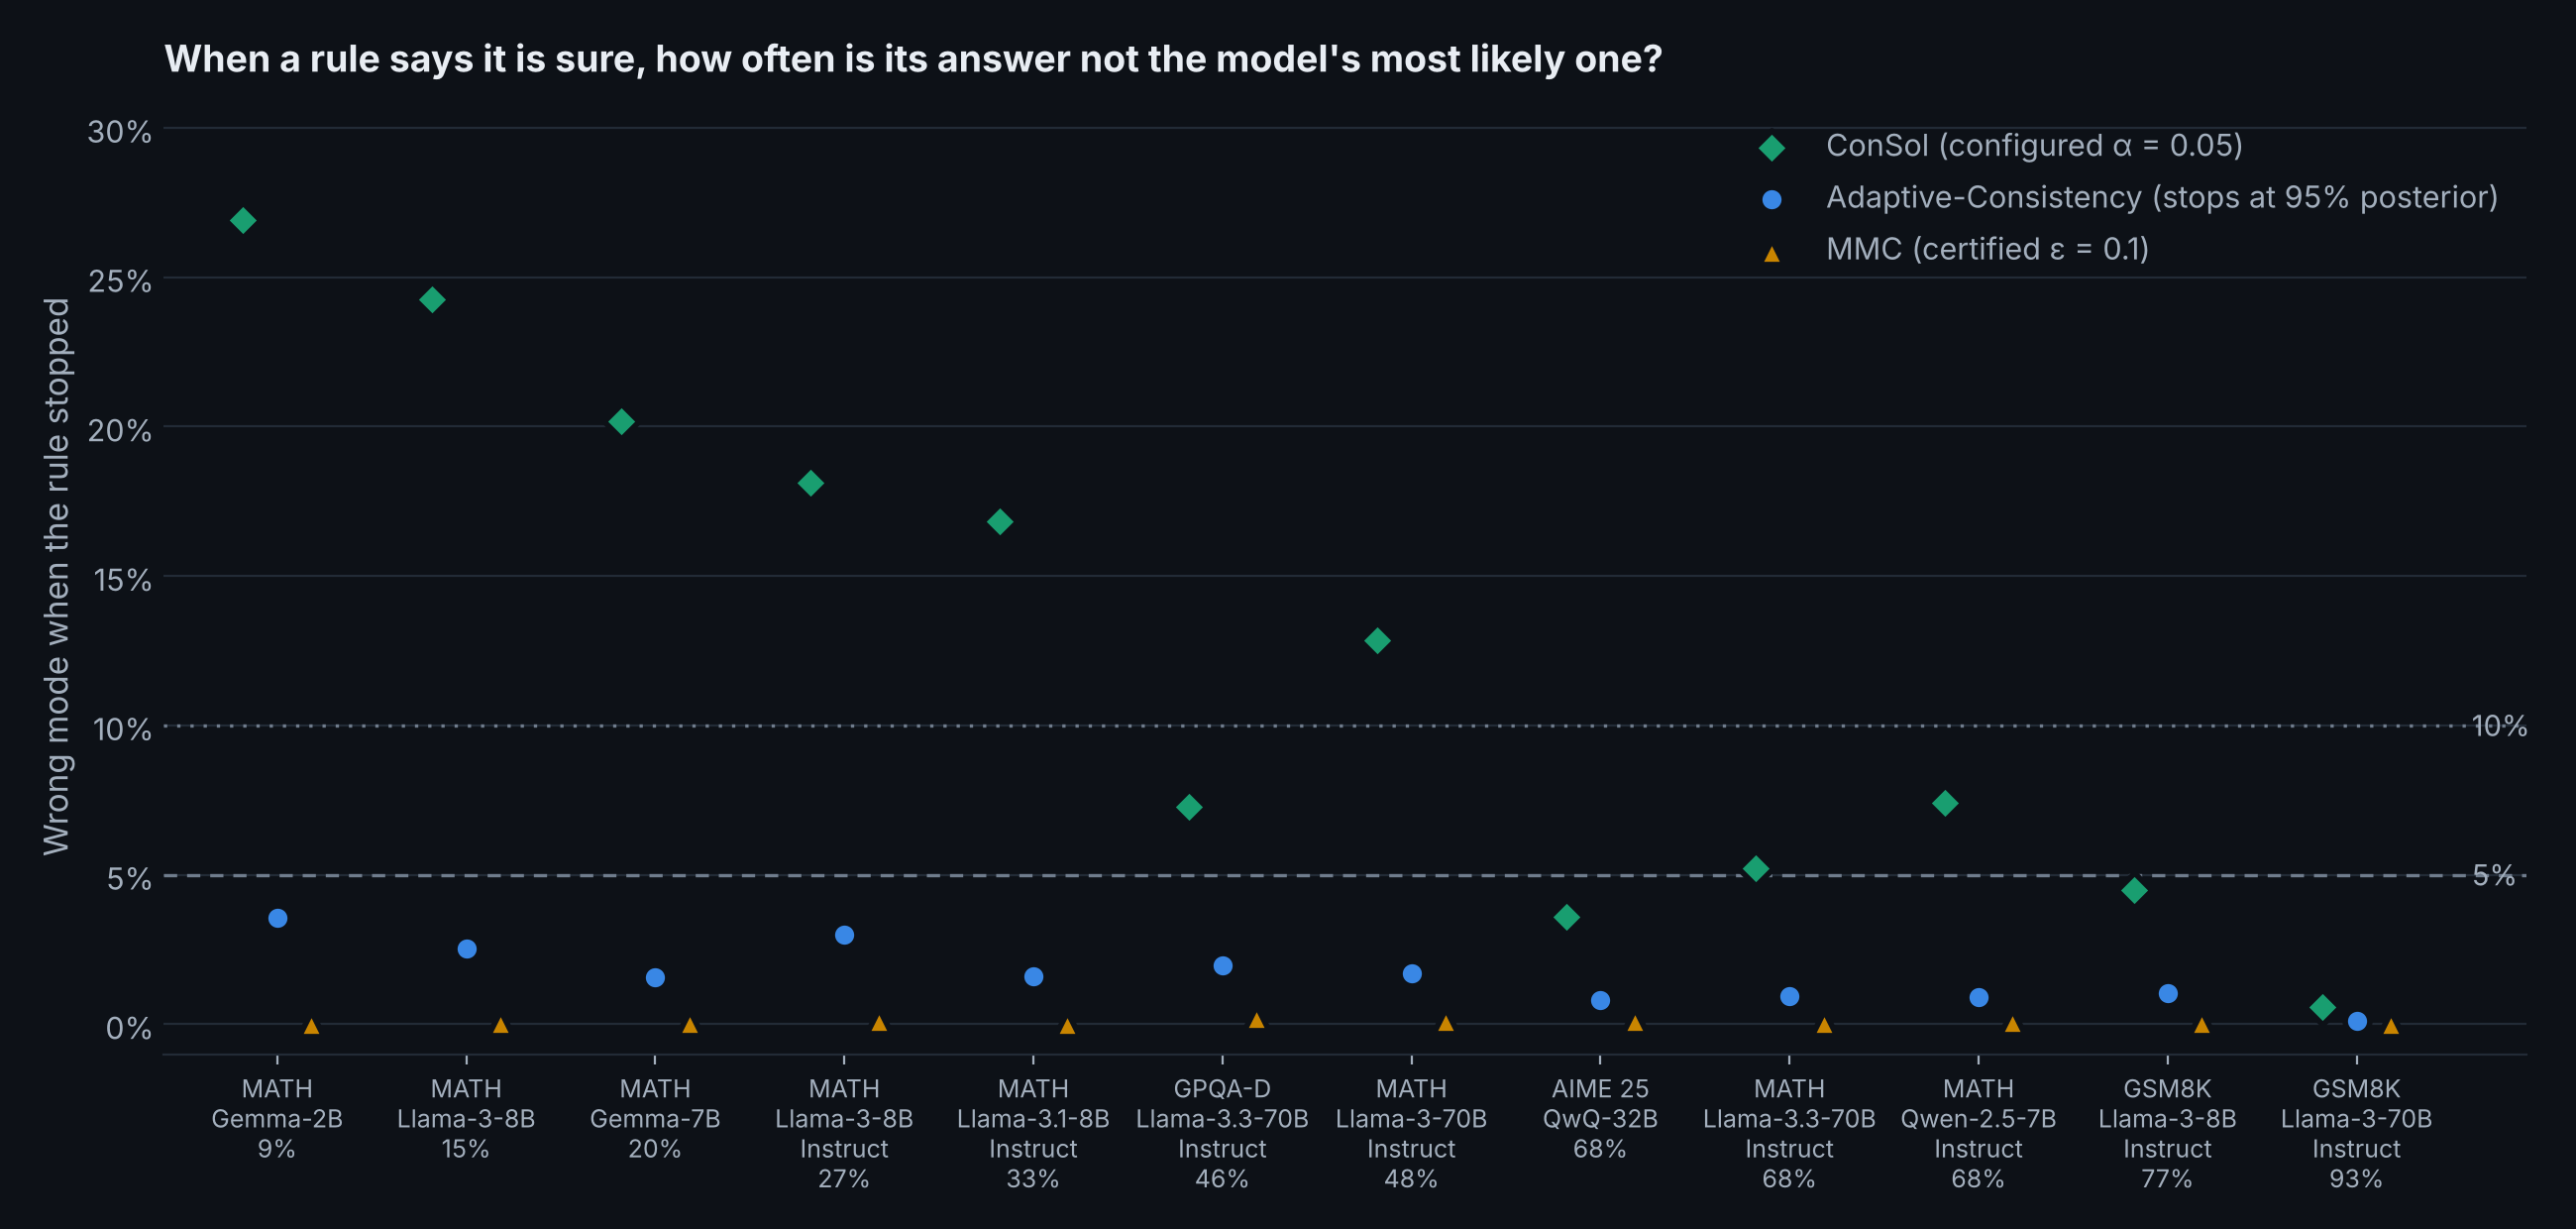 When a rule says it is sure, how often is its answer not the model's most likely one?
30%
25%
20%
15%
10%
5%
0%
Wrong mode when the rule stopped
ConSol (configured α = 0.05)
Adaptive-Consistency (stops at 95% posterior)
MMC (certified ε = 0.1)
10%
5%
MATH
Gemma-2B
9%
MATH
Llama-3-8B
15%
MATH
Gemma-7B
20%
MATH
Llama-3-8B
Instruct
27%
MATH
Llama-3.1-8B
Instruct
33%
GPQA-D
Llama-3.3-70B
Instruct
46%
MATH
Llama-3-70B
Instruct
48%
AIME 25
QwQ-32B
68%
MATH
Llama-3.3-70B
Instruct
68%
MATH
Qwen-2.5-7B
Instruct
68%
GSM8K
Llama-3-8B
Instruct
77%
GSM8K
Llama-3-70B
Instruct
93%